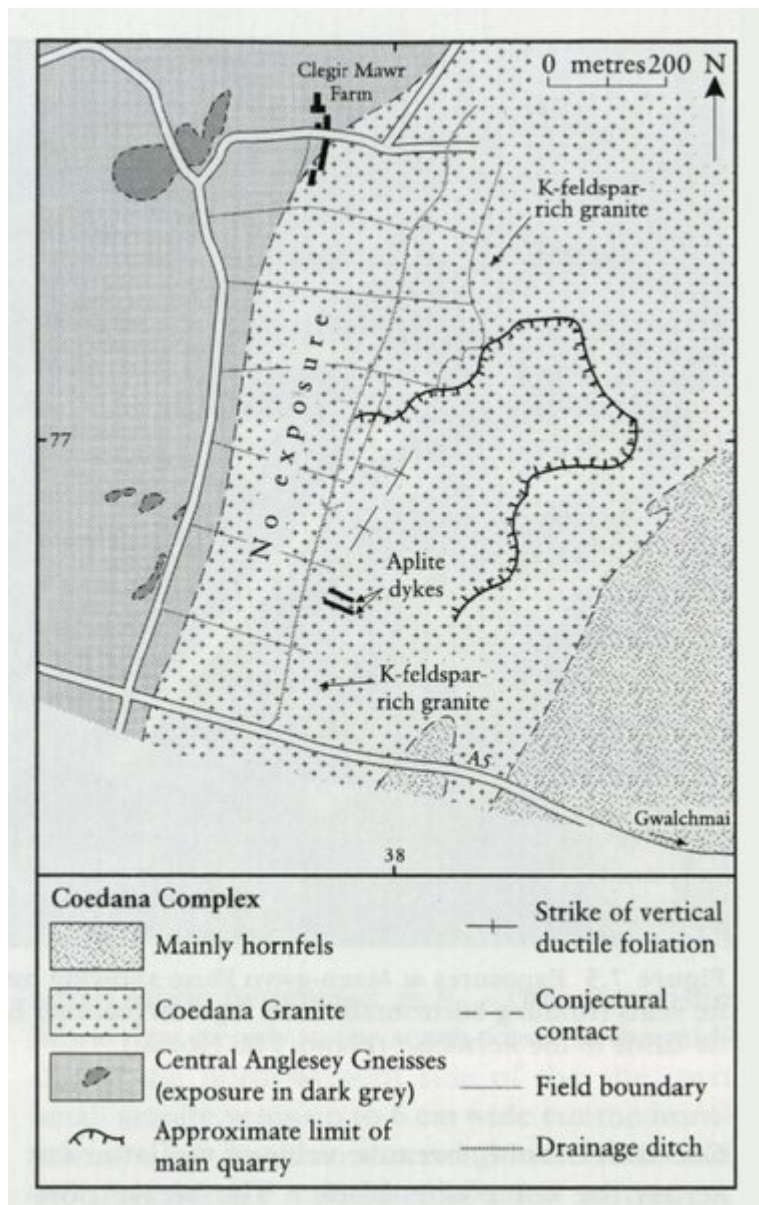 Clegir Mawr
Farm
0 metres 200 N
K-feldspar-
rich granite
No exposure
77
Aplite
dykes
K-feldspar-
rich granite
A5
Gwalchmai
38
Coedana Complex
Mainly hornfels
Coedana Granite
Central Anglesey Gneisses
(exposure in dark grey)
Approximate limit of
main quarry
Strike of vertical
ductile foliation
Conjectural
contact
Field boundary
Drainage ditch